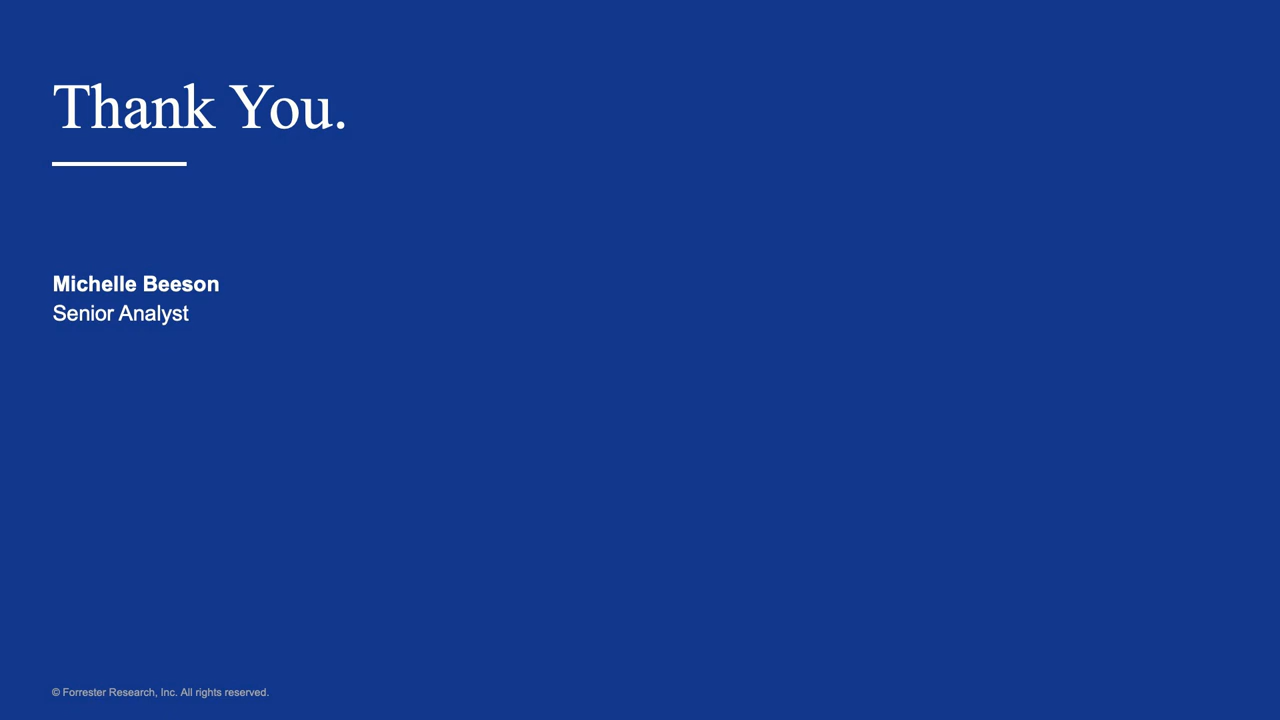 Thank You.
Michelle Beeson
Senior Analyst
© Forrester Research, Inc. All rights reserved.